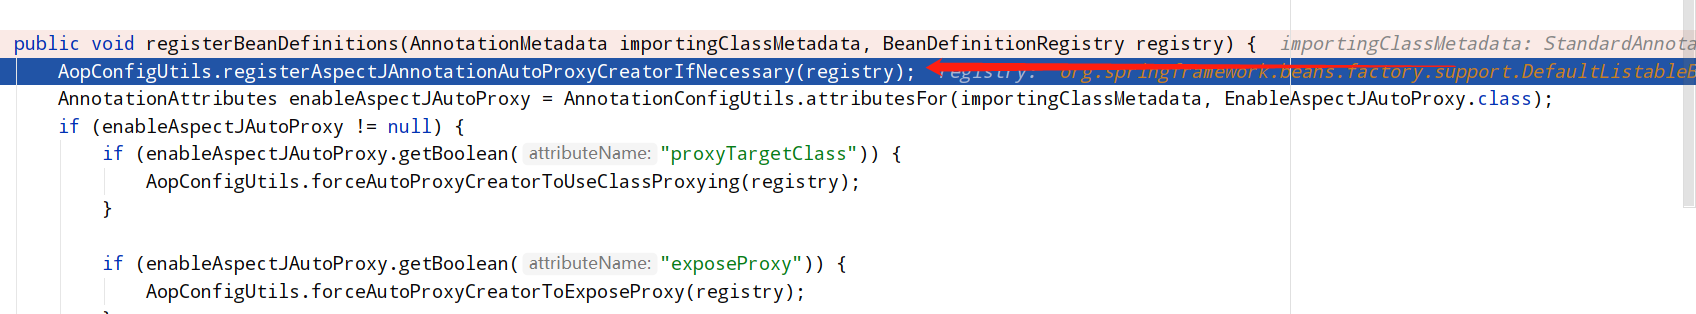 public void registerBeanDefinitions(AnnotationMetadata importingClassMetadata, BeanDefinitionRegistry registry) { importingClassMetadata: StandardAnnota
AopConfigUtils.registerAspectJAnnotationAutoProxyCreatorIfNecessary(registry); registry: org.springframework.beans.factory.support.DefaultListableB
AnnotationAttributes enableAspectJAutoProxy = AnnotationConfigUtils.attributesFor(importingClassMetadata, EnableAspectJAutoProxy.class);
if (enableAspectJAutoProxy != null) {
if (enableAspectJAutoProxy.getBoolean( attributeName: "proxyTargetClass")) {
AopConfigUtils.forceAutoProxyCreatorToUseClassProxying(registry);
}
if (enableAspectJAutoProxy.getBoolean( attributeName: "exposeProxy")) {
AopConfigUtils.forceAutoProxyCreatorToExposeProxy(registry);
}